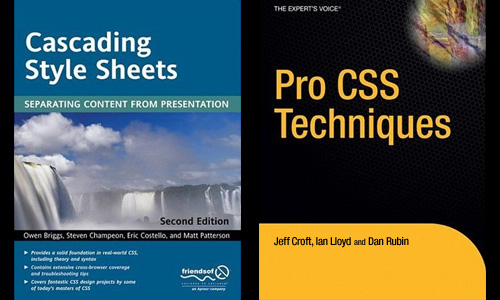 Cascading
Style Sheets
SEPARATING CONTENT FROM PRESENTATION
Second Edition
Owen Briggs, Steven Champeon, Eric Costello, and Matt Patterson
▶ Provides a solid foundation in real-world CSS,
including theory and syntax
▶ Contains extensive cross-browser coverage
and troubleshooting tips
▶ Covers fantastic CSS design projects by some
of today's masters of CSS
friendsof
an Apress company
THE EXPERT'S VOICE®
Pro CSS
Techniques
Jeff Croft, Ian Lloyd and Dan Rubin